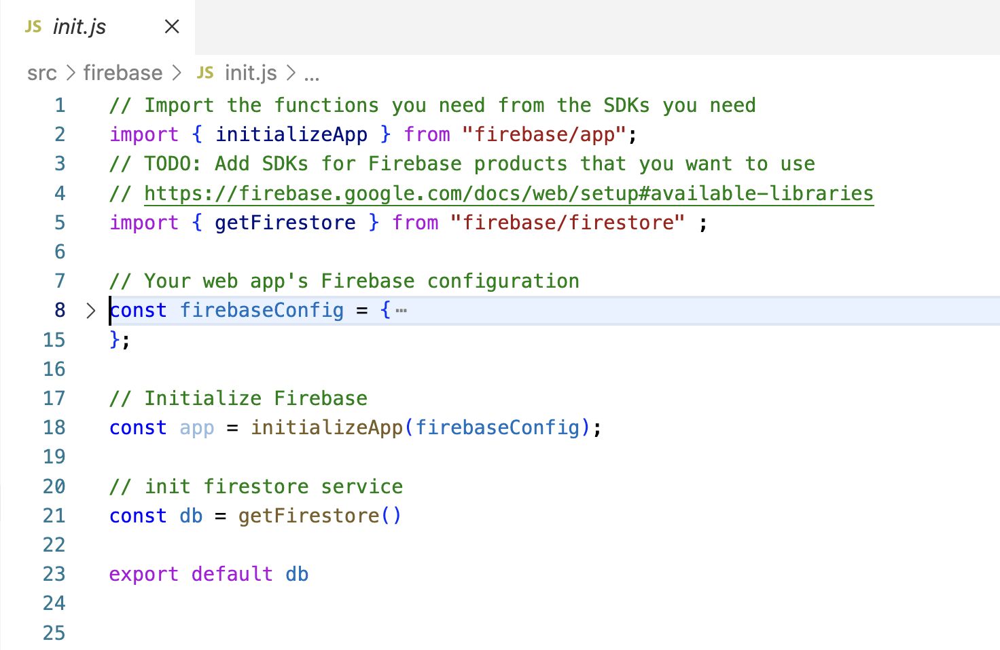 JS init.js
src > firebase > JS init.js > ...
1 // Import the functions you need from the SDKs you need
2 import { initializeApp } from "firebase/app";
3 // TODO: Add SDKs for Firebase products that you want to use
4 // https://firebase.google.com/docs/web/setup#available-libraries
5 import { getFirestore } from "firebase/firestore" ;
6
7 // Your web app's Firebase configuration
8 const firebaseConfig = { ⋯
15 };
16
17 // Initialize Firebase
18 const app = initializeApp(firebaseConfig);
19
20 // init firestore service
21 const db = getFirestore()
22
23 export default db
24
25